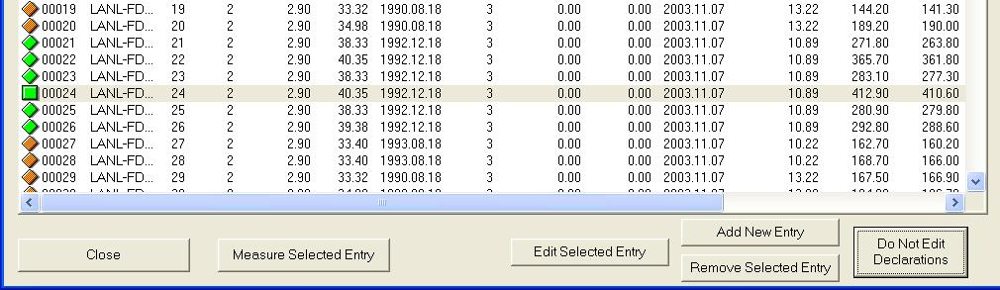 00019 LANL-FD... 19 2 2.90 33.32 1990.08.18 3 0.00 0.00 2003.11.07 13.22 144.20 141.30
00020 LANL-FD... 20 2 2.90 34.98 1990.08.18 3 0.00 0.00 2003.11.07 13.22 189.20 190.00
00021 LANL-FD... 21 2 2.90 38.33 1992.12.18 3 0.00 0.00 2003.11.07 10.89 271.80 263.80
00022 LANL-FD... 22 2 2.90 40.35 1992.12.18 3 0.00 0.00 2003.11.07 10.89 365.70 361.80
00023 LANL-FD... 23 2 2.90 38.33 1992.12.18 3 0.00 0.00 2003.11.07 10.89 283.10 277.30
00024 LANL-FD... 24 2 2.90 40.35 1992.12.18 3 0.00 0.00 2003.11.07 10.89 412.90 410.60
00025 LANL-FD... 25 2 2.90 38.33 1992.12.18 3 0.00 0.00 2003.11.07 10.89 280.90 279.80
00026 LANL-FD... 26 2 2.90 39.38 1992.12.18 3 0.00 0.00 2003.11.07 10.89 292.80 288.60
00027 LANL-FD... 27 2 2.90 33.40 1993.08.18 3 0.00 0.00 2003.11.07 10.22 162.70 160.20
00028 LANL-FD... 28 2 2.90 33.40 1993.08.18 3 0.00 0.00 2003.11.07 10.22 168.70 166.00
00029 LANL-FD... 29 2 2.90 33.32 1990.08.18 3 0.00 0.00 2003.11.07 13.22 167.50 166.90
Close
Measure Selected Entry
Edit Selected Entry
Add New Entry
Remove Selected Entry
Do Not Edit
Declarations